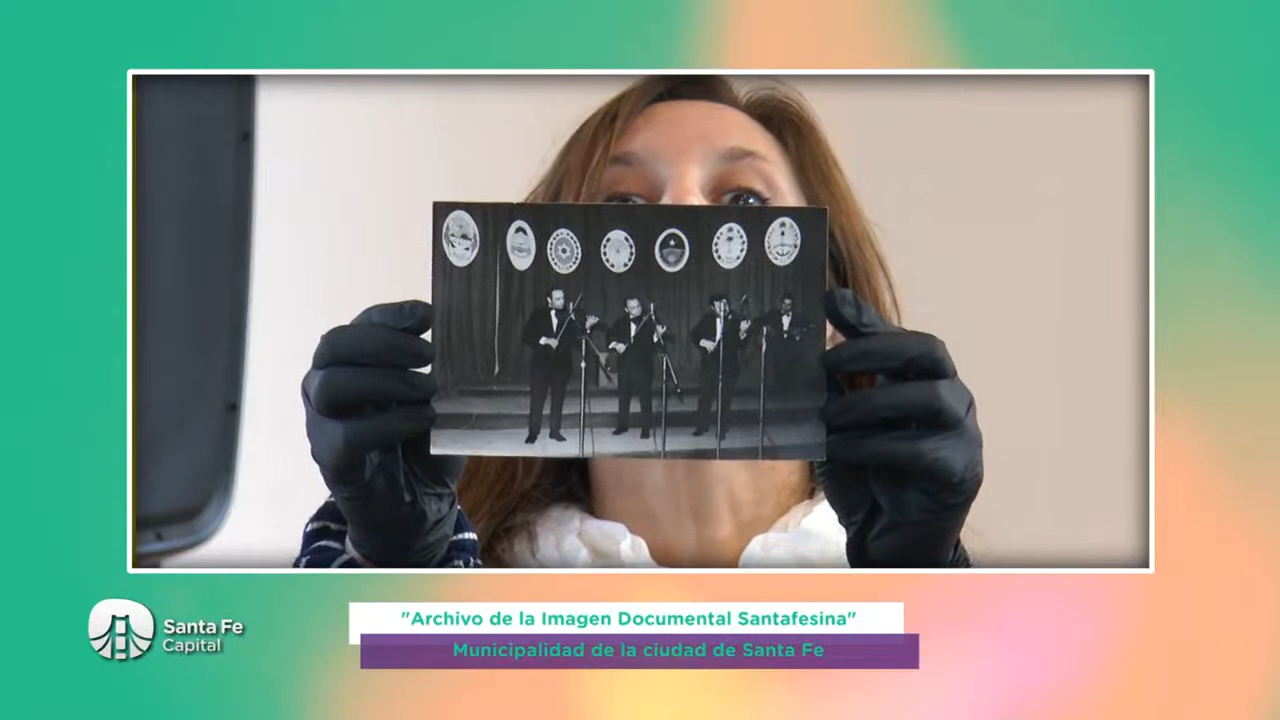 Santa Fe
Capital
"Archivo de la Imagen Documental Santafesina"
Municipalidad de la ciudad de Santa Fe